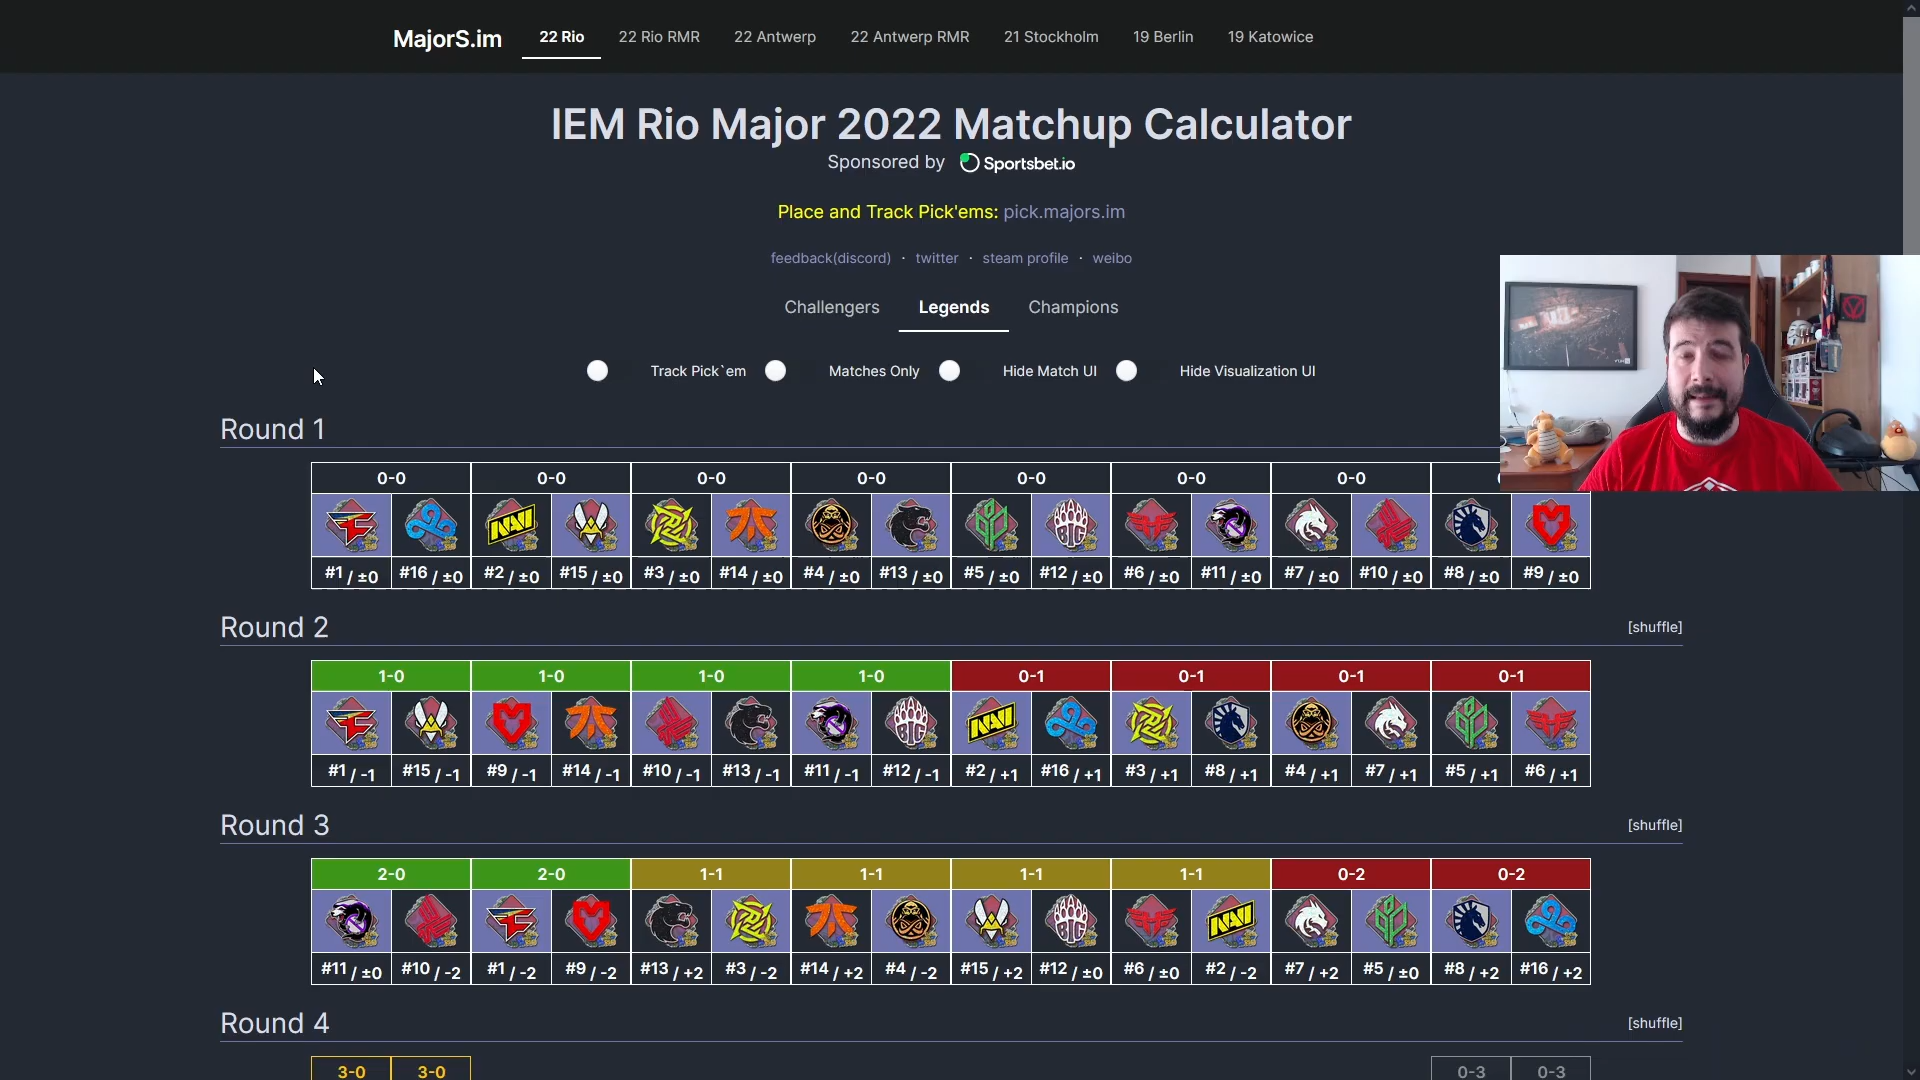 MajorS.im 22 Rio 22 Rio RMR 22 Antwerp 22 Antwerp RMR 21 Stockholm 19 Berlin 19 Katowice
IEM Rio Major 2022 Matchup Calculator
Sponsored by Sportsbet.io
Place and Track Pick'ems: pick.majors.im
feedback(discord) · twitter · steam profile · weibo
Challengers Legends Champions
Track Pick`em Matches Only Hide Match UI Hide Visualization UI
Round 1
0-0 0-0 0-0 0-0 0-0 0-0 0-0
NAVI BIG
#1 / ±0 #16 / ±0 #2 / ±0 #15 / ±0 #3 / ±0 #14 / ±0 #4 / ±0 #13 / ±0 #5 / ±0 #12 / ±0 #6 / ±0 #11 / ±0 #7 / ±0 #10 / ±0 #8 / ±0 #9 / ±0
Round 2 [shuffle]
1-0 1-0 1-0 1-0 0-1 0-1 0-1 0-1
BIG NAVI
#1 / -1 #15 / -1 #9 / -1 #14 / -1 #10 / -1 #13 / -1 #11 / -1 #12 / -1 #2 / +1 #16 / +1 #3 / +1 #8 / +1 #4 / +1 #7 / +1 #5 / +1 #6 / +1
Round 3 [shuffle]
2-0 2-0 1-1 1-1 1-1 1-1 0-2 0-2
BIG NAVI
#11 / ±0 #10 / -2 #1 / -2 #9 / -2 #13 / +2 #3 / -2 #14 / +2 #4 / -2 #15 / +2 #12 / ±0 #6 / ±0 #2 / -2 #7 / +2 #5 / ±0 #8 / +2 #16 / +2
Round 4 [shuffle]
3-0 3-0 0-3 0-3